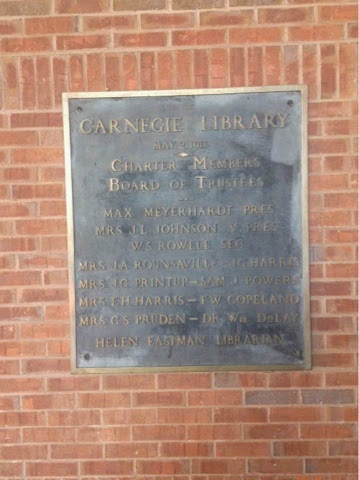 CARNEGIE LIBRARY
MAY 9 1911
CHARTER MEMBERS
BOARD OF TRUSTEES
MAX MEYERHARDT PRES
MRS J.L. JOHNSON V. PRES
W.S. ROWELL SEC
MRS. J.A. ROUNSAVILLE – J.G. HARRIS
MRS. J.G. PRINTUP – SAM J. POWERS
MRS. E.H. HARRIS – F.W. COPELAND
MRS. C.S. PRUDEN – DR. WM DELAY
HELEN EASTMAN LIBRARIAN